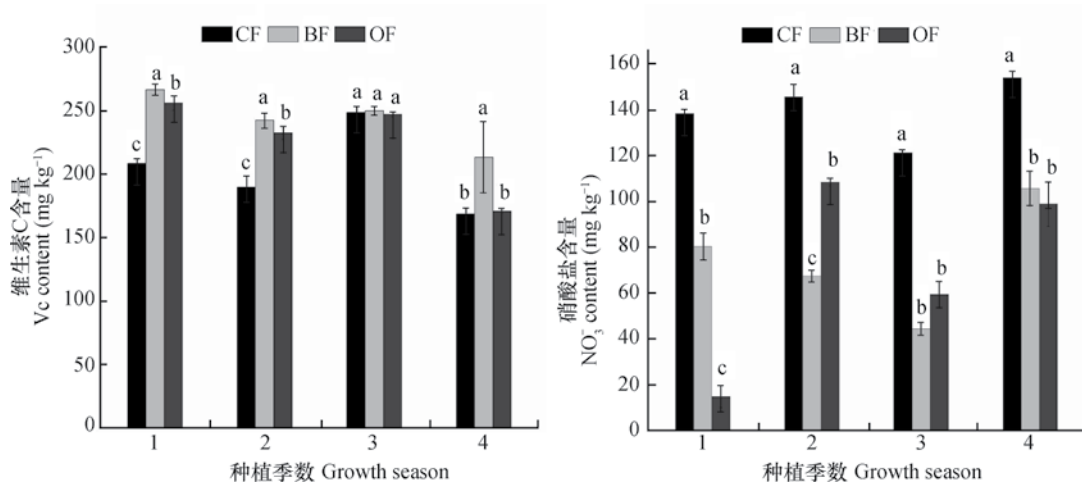 CF BF OF
300
250
200
150
100
50
0
维生素C含量
Vc content (mg kg⁻¹)
c a b
c a b
a a a
b a b
1 2 3 4
种植季数 Growth season
CF BF OF
160
140
120
100
80
60
40
20
0
硝酸盐含量
NO₃⁻ content (mg kg⁻¹)
a b c
a c b
a b b
a b b
1 2 3 4
种植季数 Growth season